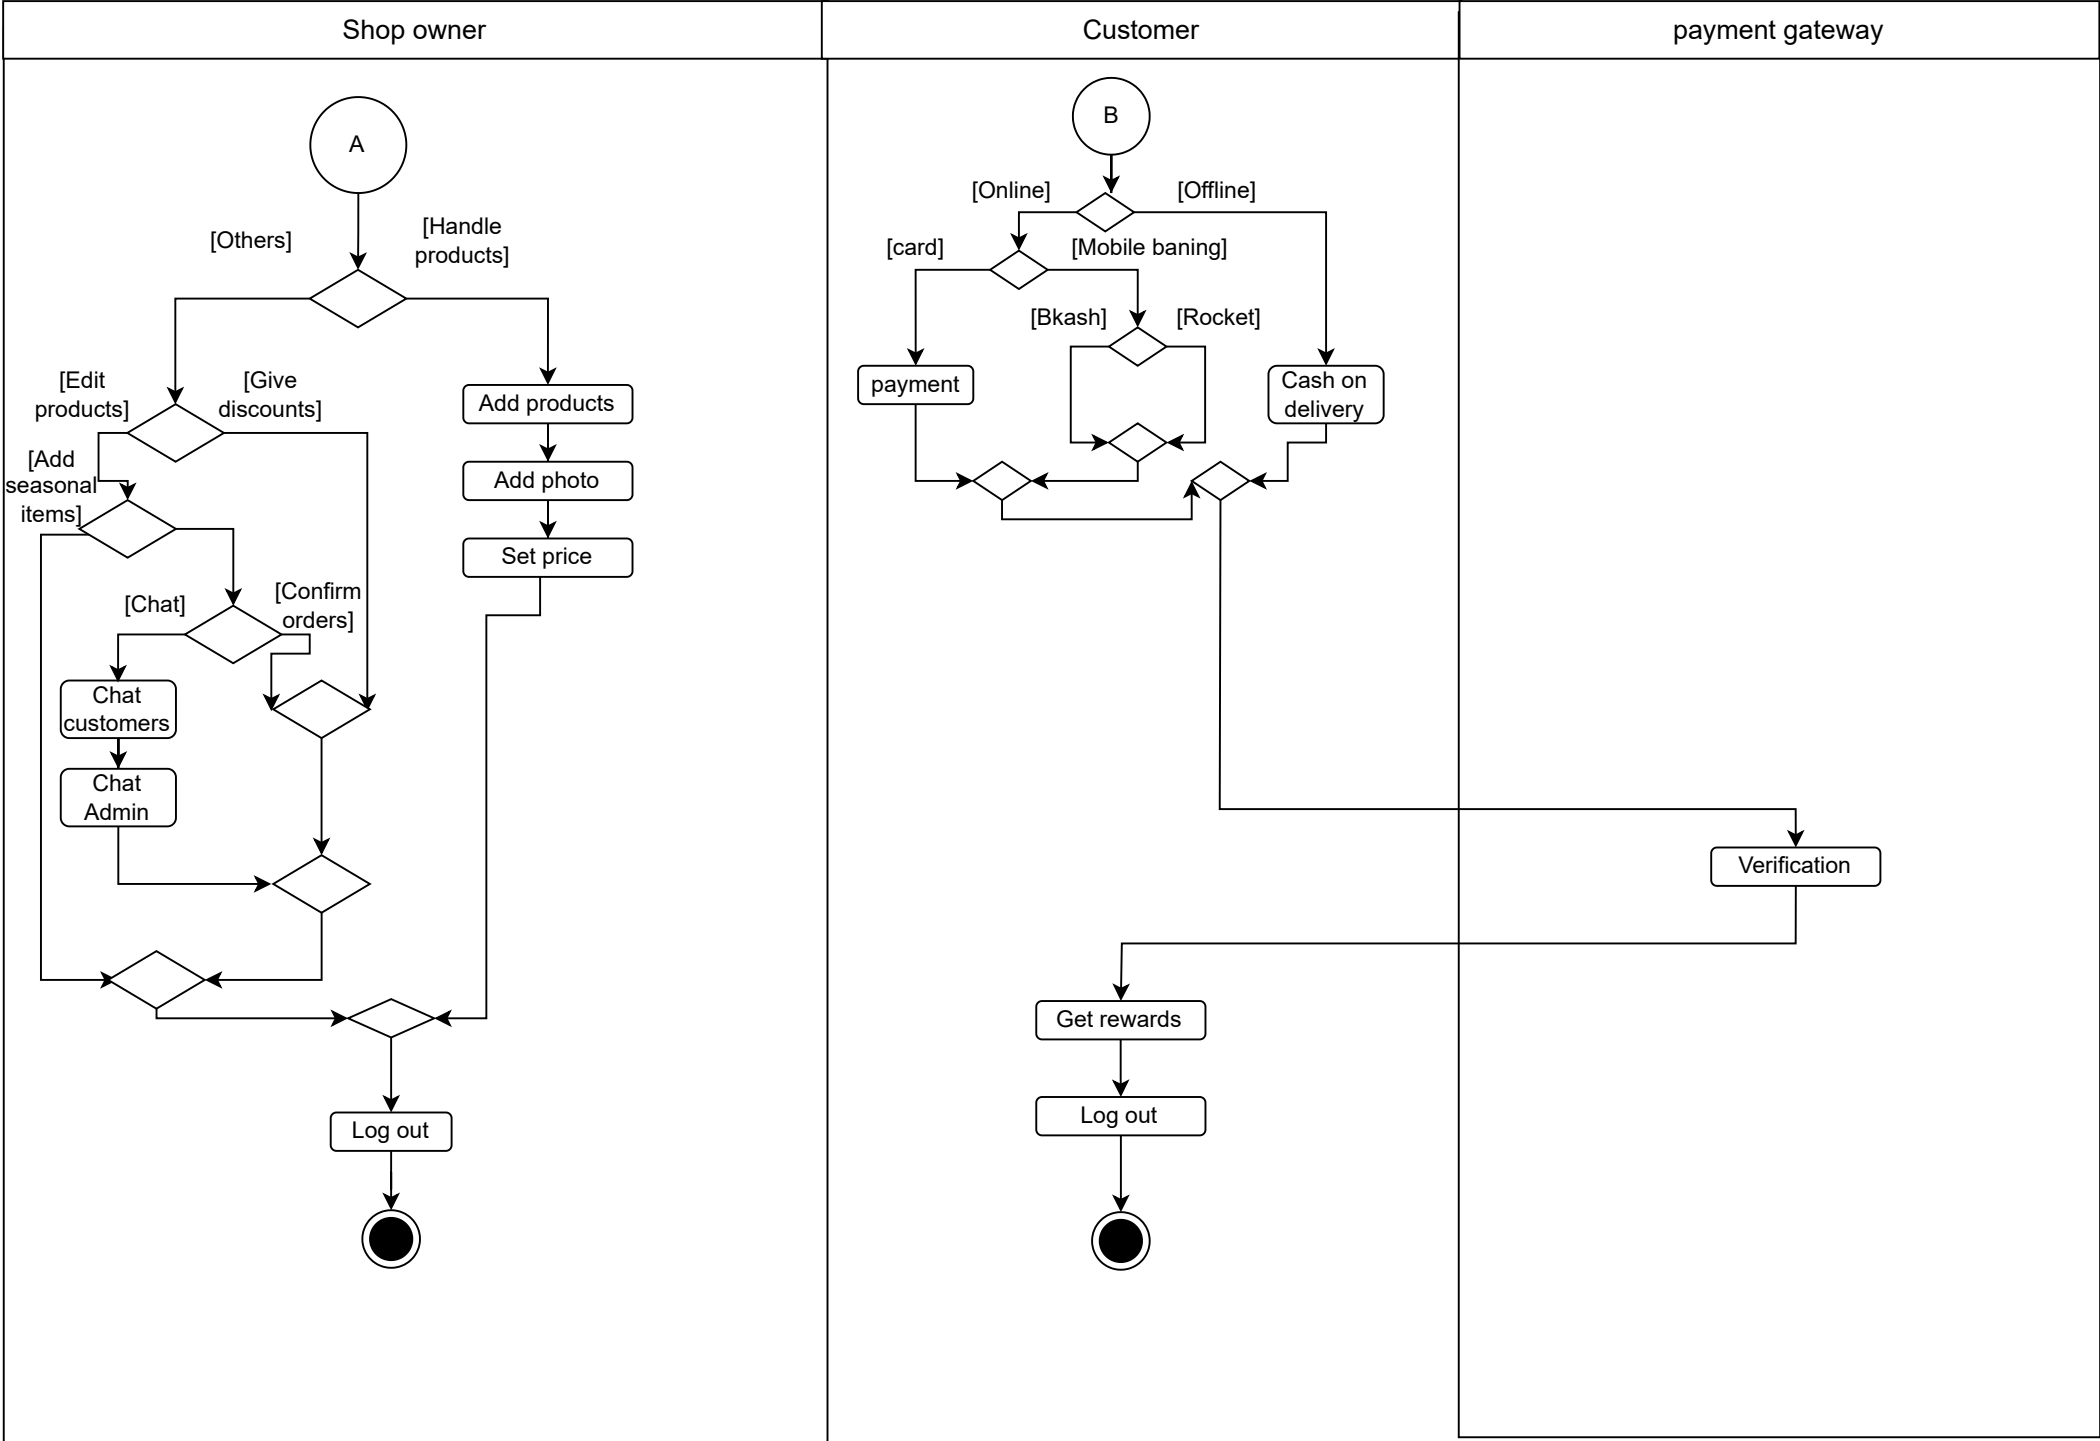 Shop owner
Customer
payment gateway
A
[Others]
[Handle
products]
[Edit
products]
[Give
discounts]
[Add
seasonal
items]
Add products
Add photo
Set price
[Chat]
[Confirm
orders]
Chat
customers
Chat
Admin
Log out
B
[Online]
[Offline]
[card]
[Mobile baning]
[Bkash]
[Rocket]
payment
Cash on
delivery
Verification
Get rewards
Log out